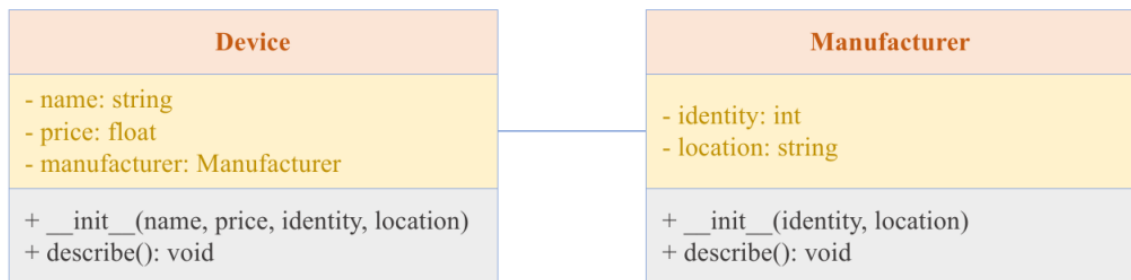 Device
- name: string
- price: float
- manufacturer: Manufacturer
+ __init__(name, price, identity, location)
+ describe(): void
Manufacturer
- identity: int
- location: string
+ __init__(identity, location)
+ describe(): void